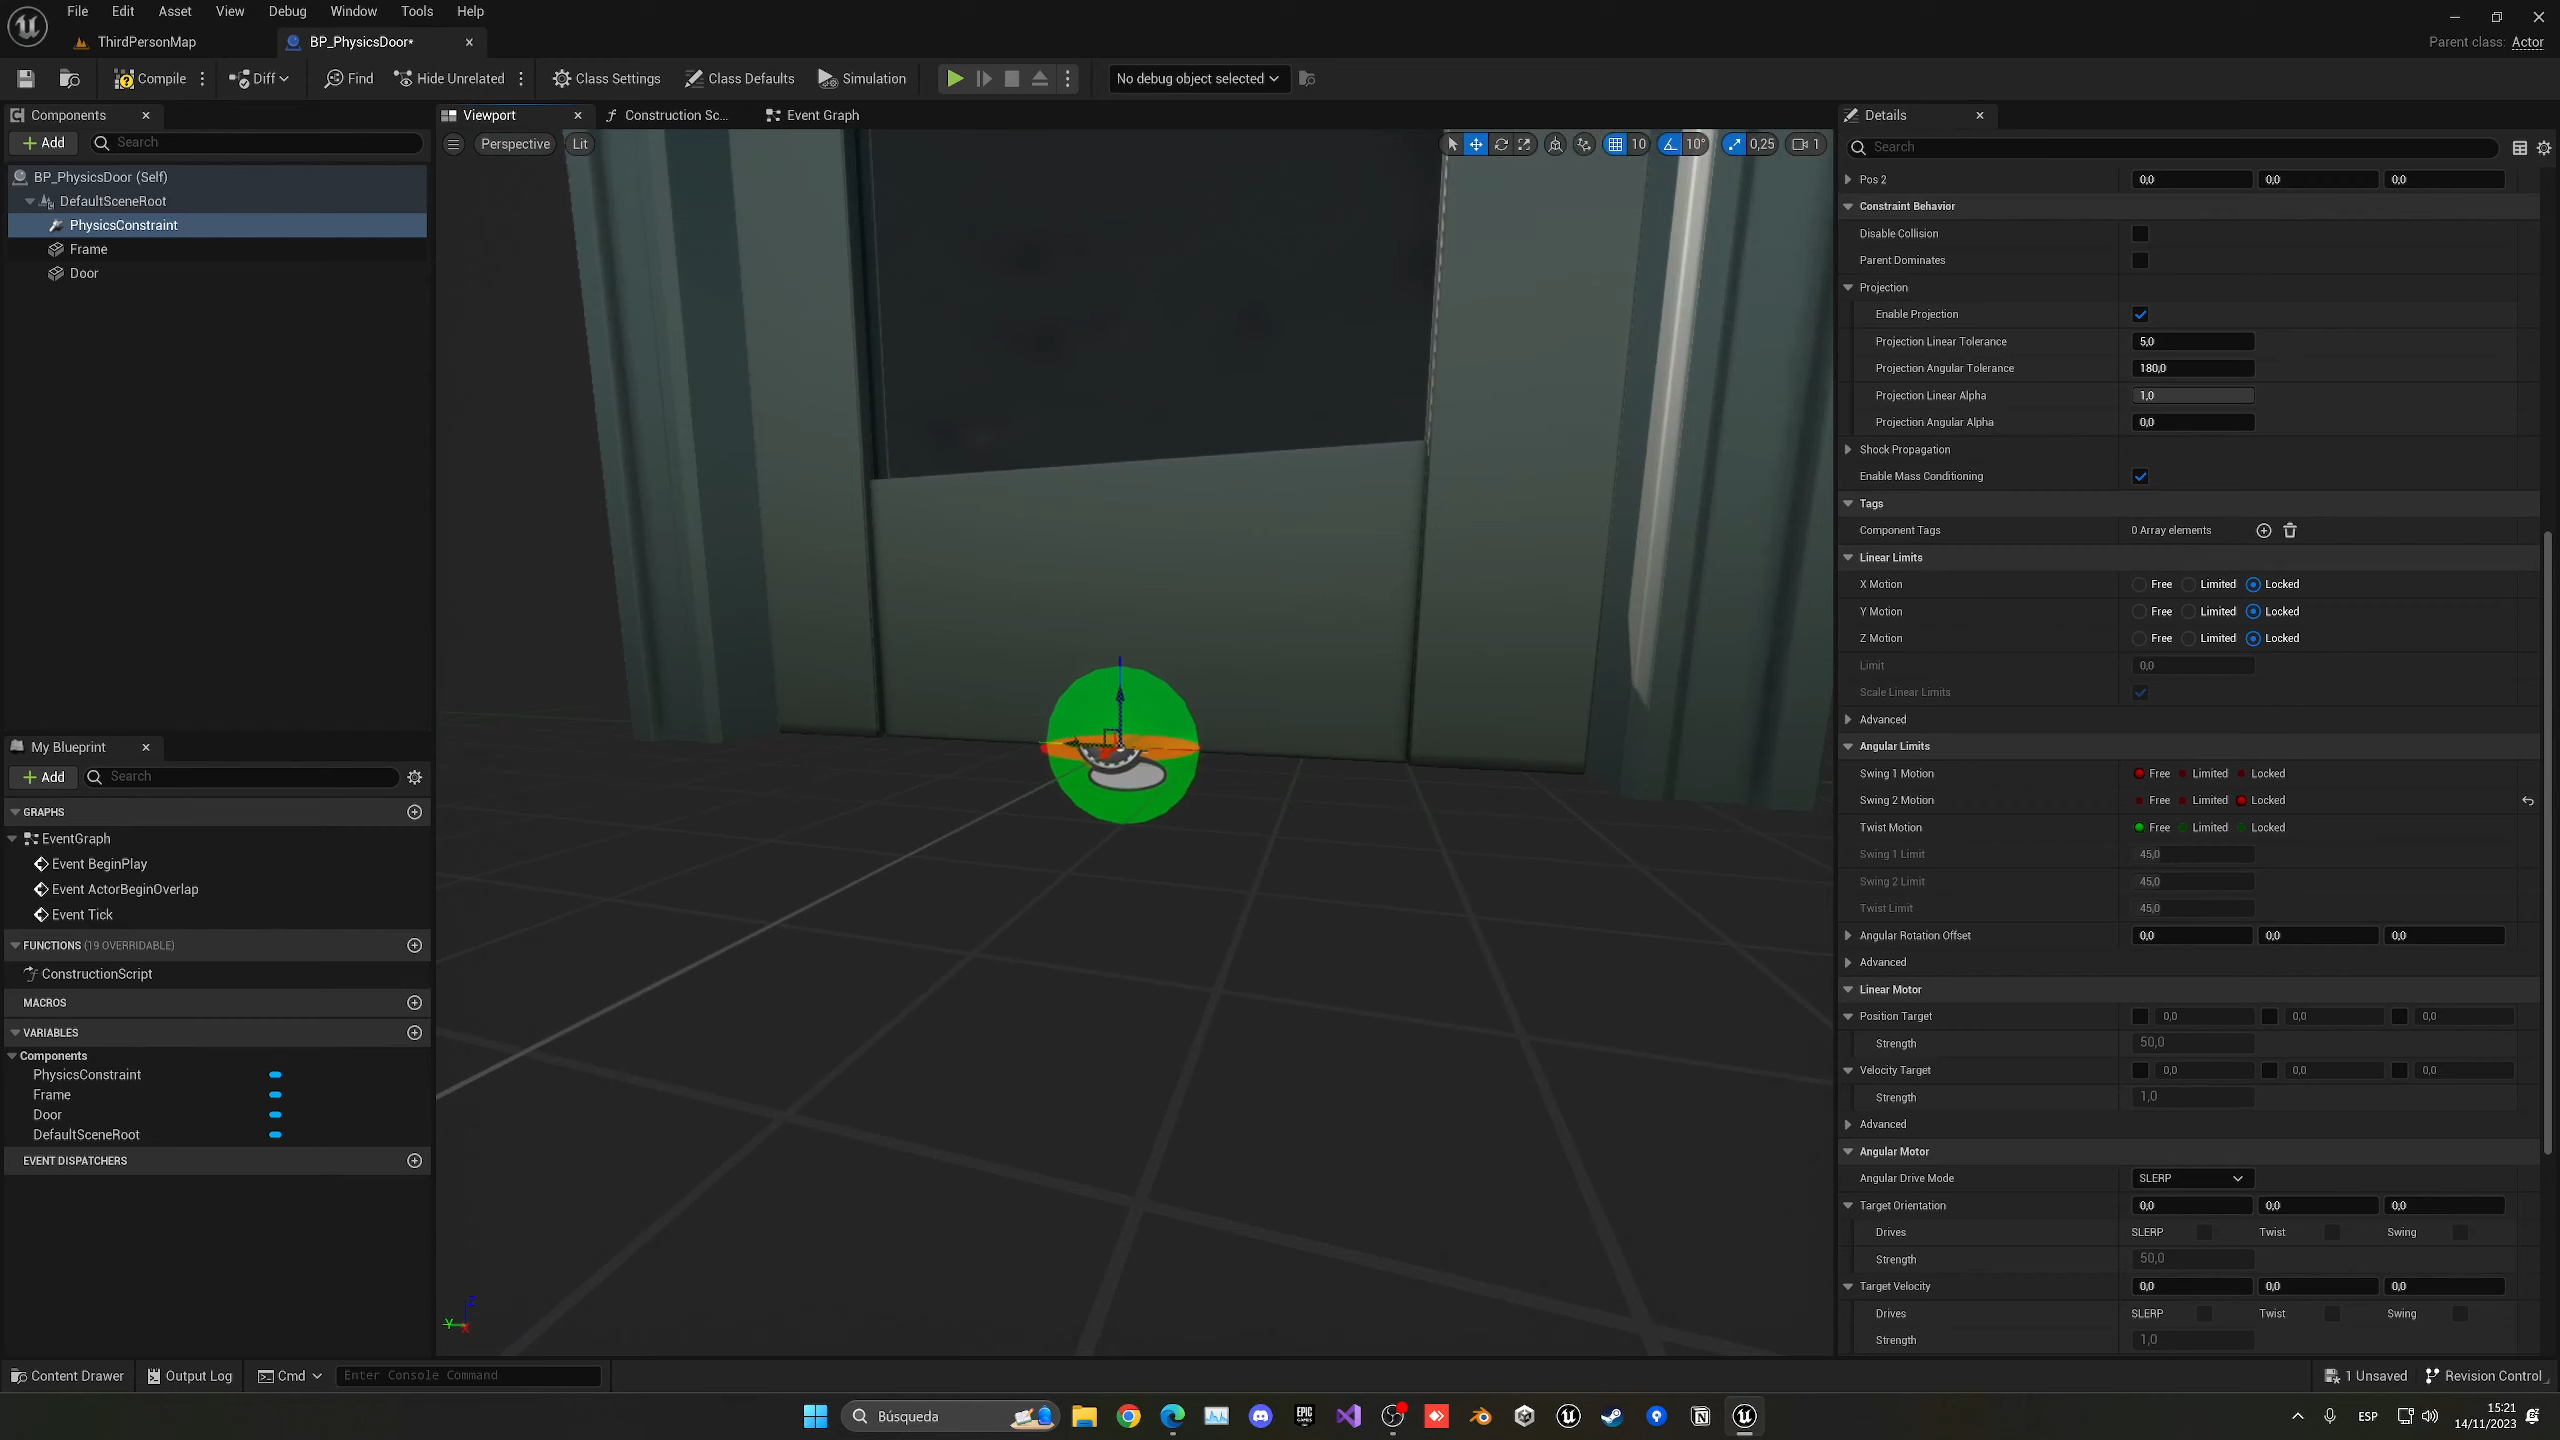 File Edit View Asset Window Debug Tools Help
ThirdPersonMap
BP_PhysicsDoor*
Parent class: Actor
Compile
Diff
Find
Hide Unrelated
Class Settings
Class Defaults
Simulation
No debug object selected
Components
Add
Search
BP_PhysicsDoor (Self)
DefaultSceneRoot
PhysicsConstraint
Frame
Door
My Blueprint
Add
Search
GRAPHS
EventGraph
Event BeginPlay
Event ActorBeginOverlap
Event Tick
FUNCTIONS (19 OVERRIDABLE)
ConstructionScript
MACROS
VARIABLES
Components
PhysicsConstraint
Frame
Door
DefaultSceneRoot
EVENT DISPATCHERS
Viewport
Construction Sc...
Event Graph
Perspective
Lit
10
10°
0,25
1
Z
Y
X
Details
Search
Pos 2 0,0 0,0 0,0
Constraint Behavior
Disable Collision
Parent Dominates
Projection
Enable Projection
Projection Linear Tolerance 5,0
Projection Angular Tolerance 180,0
Projection Linear Alpha 1,0
Projection Angular Alpha 0,0
Shock Propagation
Enable Mass Conditioning
Tags
Component Tags 0 Array elements
Linear Limits
X Motion Free Limited Locked
Y Motion Free Limited Locked
Z Motion Free Limited Locked
Limit 0,0
Scale Linear Limits
Advanced
Angular Limits
Swing 1 Motion Free Limited Locked
Swing 2 Motion Free Limited Locked
Twist Motion Free Limited Locked
Swing 1 Limit 45,0
Swing 2 Limit 45,0
Twist Limit 45,0
Angular Rotation Offset 0,0 0,0 0,0
Advanced
Linear Motor
Position Target 0,0 0,0 0,0
Strength 50,0
Velocity Target 0,0 0,0 0,0
Strength 1,0
Advanced
Angular Motor
Angular Drive Mode SLERP
Target Orientation 0,0 0,0 0,0
Drives SLERP Twist Swing
Strength 50,0
Target Velocity 0,0 0,0 0,0
Drives SLERP Twist Swing
Strength 1,0
Content Drawer
Output Log
Cmd
Enter Console Command
1 Unsaved
Revision Control
Búsqueda
EPIC GAMES
ESP
15:21
14/11/2023